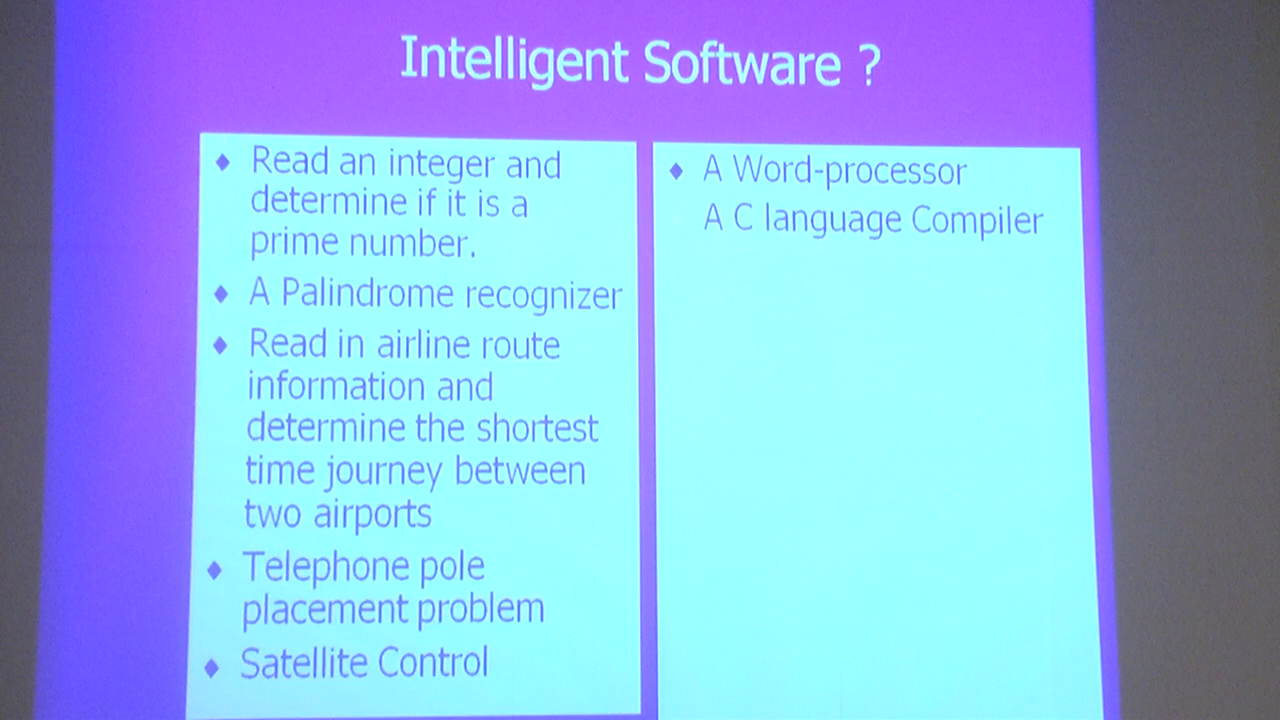 Intelligent Software ?
♦ Read an integer and
determine if it is a
prime number.
♦ A Palindrome recognizer
♦ Read in airline route
information and
determine the shortest
time journey between
two airports
♦ Telephone pole
placement problem
♦ Satellite Control
♦ A Word-processor
A C language Compiler